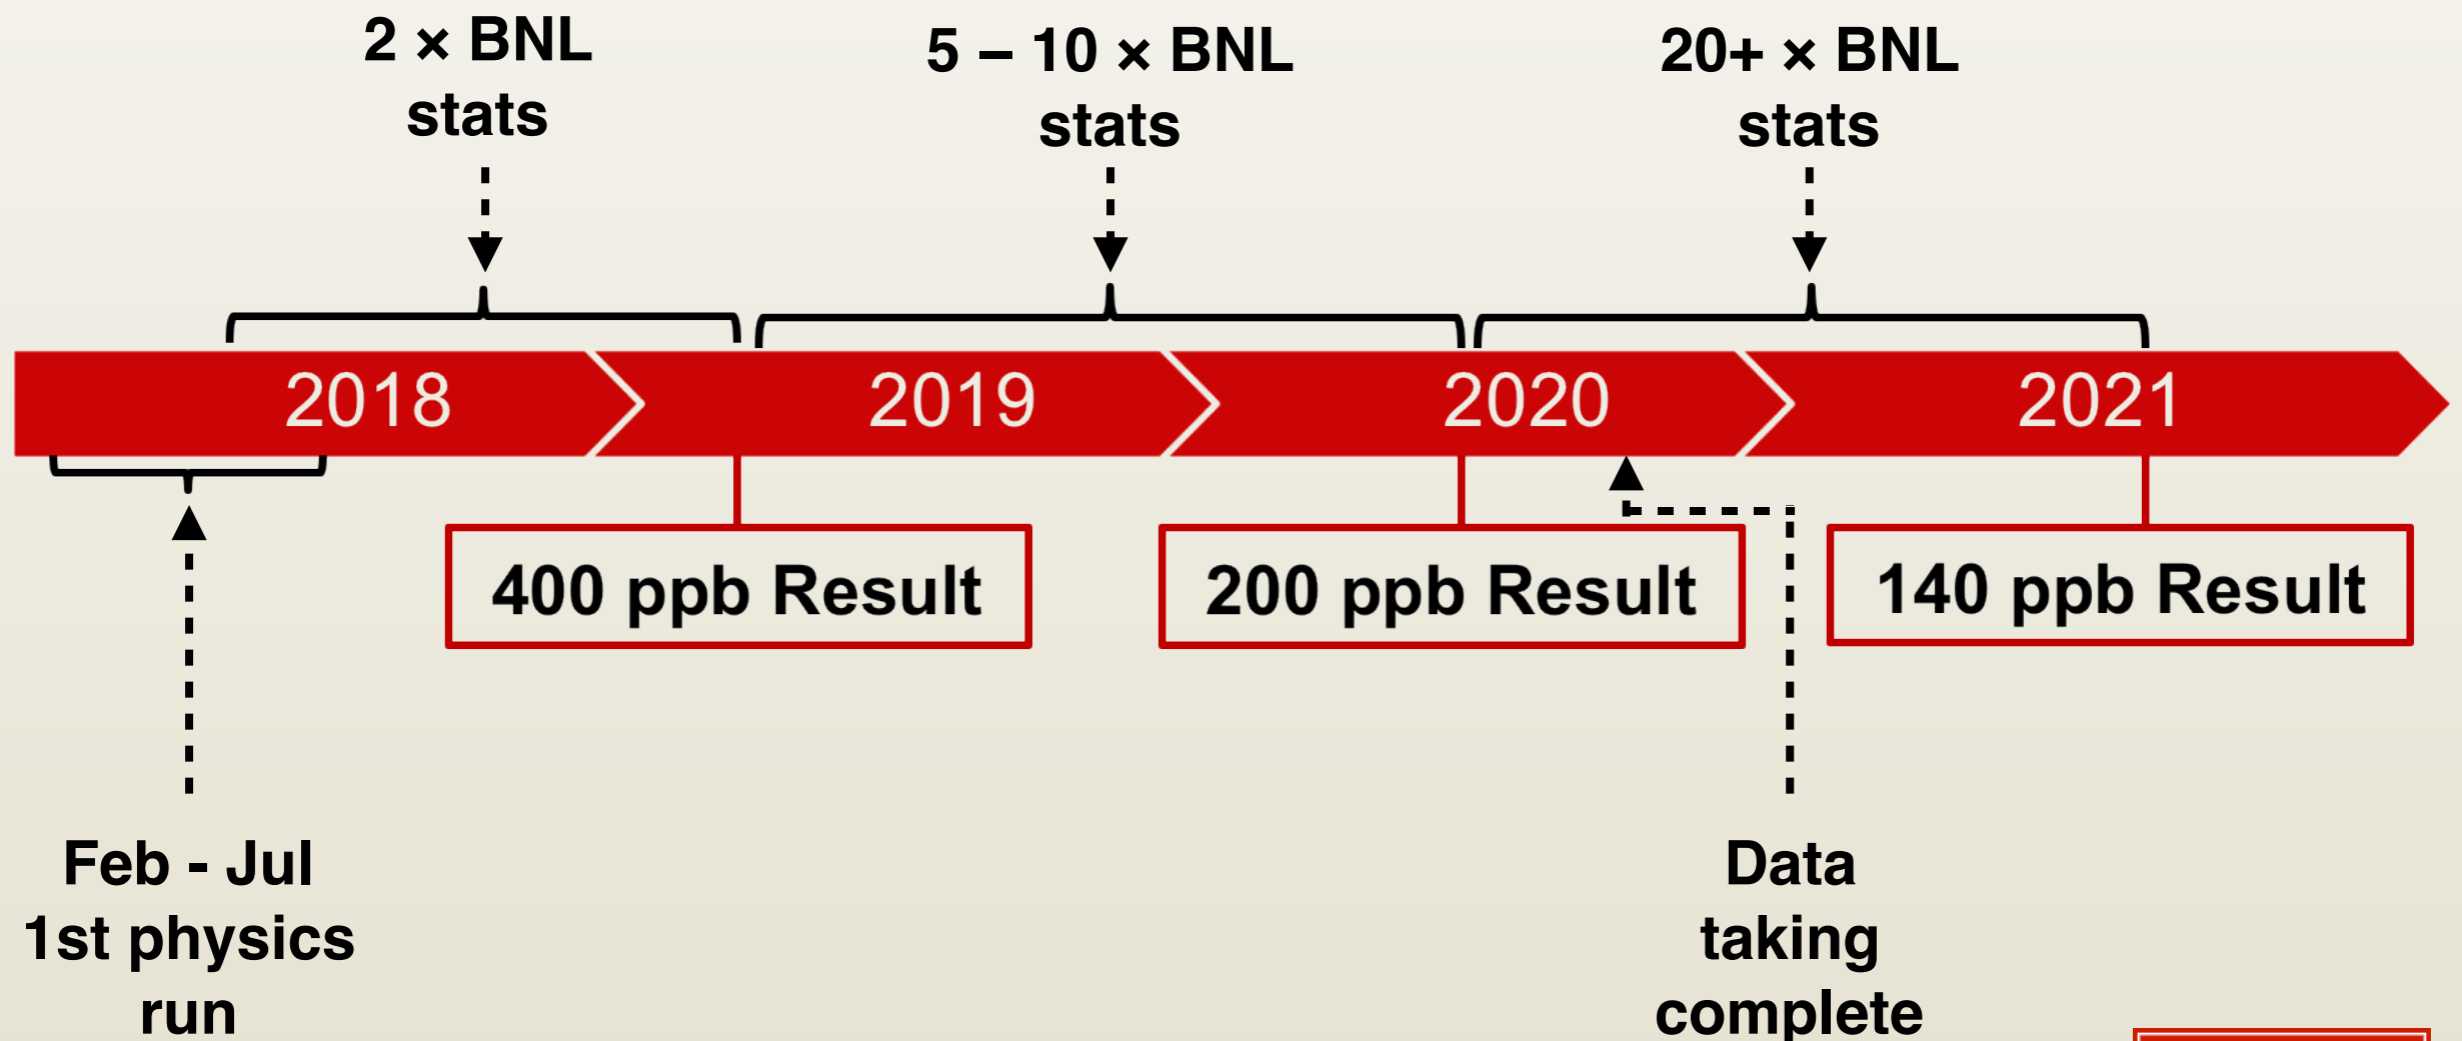 2 × BNL
stats
5 – 10 × BNL
stats
20+ × BNL
stats
2018
2019
2020
2021
400 ppb Result
200 ppb Result
140 ppb Result
Feb - Jul
1st physics
run
Data
taking
complete